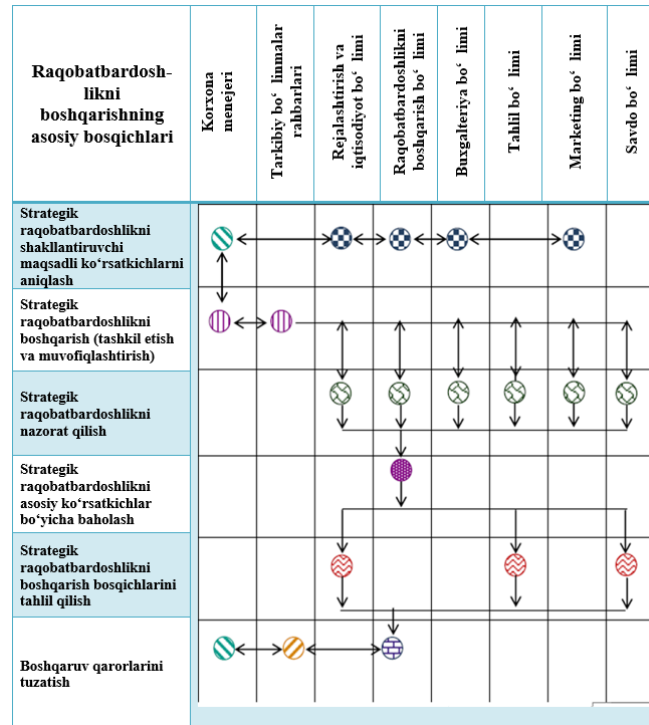 Raqobatbardosh-
likni
boshqarishning
asosiy bosqichlari
Korxona
menejeri
Tarkibiy bo‘ linmalar
rahbarlari
Rejalashtirish va
iqtisodiyot bo‘ limi
Raqobatbardoshlikni
boshqarish bo‘ limi
Buxgalteriya bo‘ limi
Tahlil bo‘ limi
Marketing bo‘ limi
Savdo bo‘ limi
Strategik
raqobatbardoshlikni
shakllantiruvchi
maqsadli ko‘rsatkichlarni
aniqlash
Strategik
raqobatbardoshlikni
boshqarish (tashkil etish
va muvofiqlashtirish)
Strategik
raqobatbardoshlikni
nazorat qilish
Strategik
raqobatbardoshlikni
asosiy ko‘rsatkichlar
bo‘yicha baholash
Strategik
raqobatbardoshlikni
boshqarish bosqichlarini
tahlil qilish
Boshqaruv qarorlarini
tuzatish